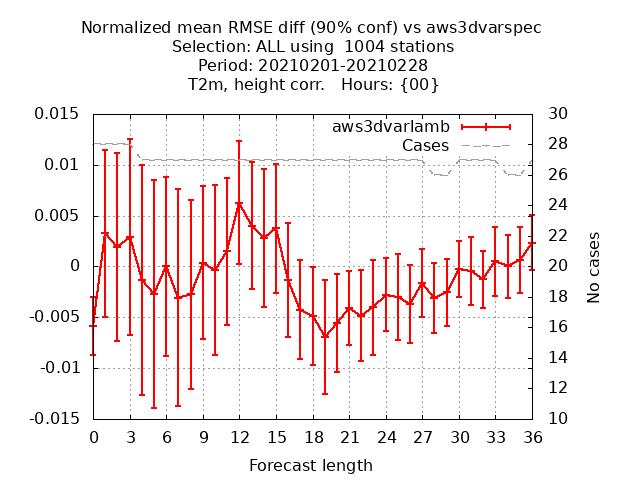 Normalized mean RMSE diff (90% conf) vs aws3dvarspec
Selection: ALL using  1004 stations
Period: 20210201-20210228
T2m, height corr.   Hours: {00}
aws3dvarlamb
Cases
0.015
0.01
0.005
0
-0.005
-0.01
-0.015
30
28
26
24
22
20
18
16
14
12
10
No cases
0 3 6 9 12 15 18 21 24 27 30 33 36
Forecast length